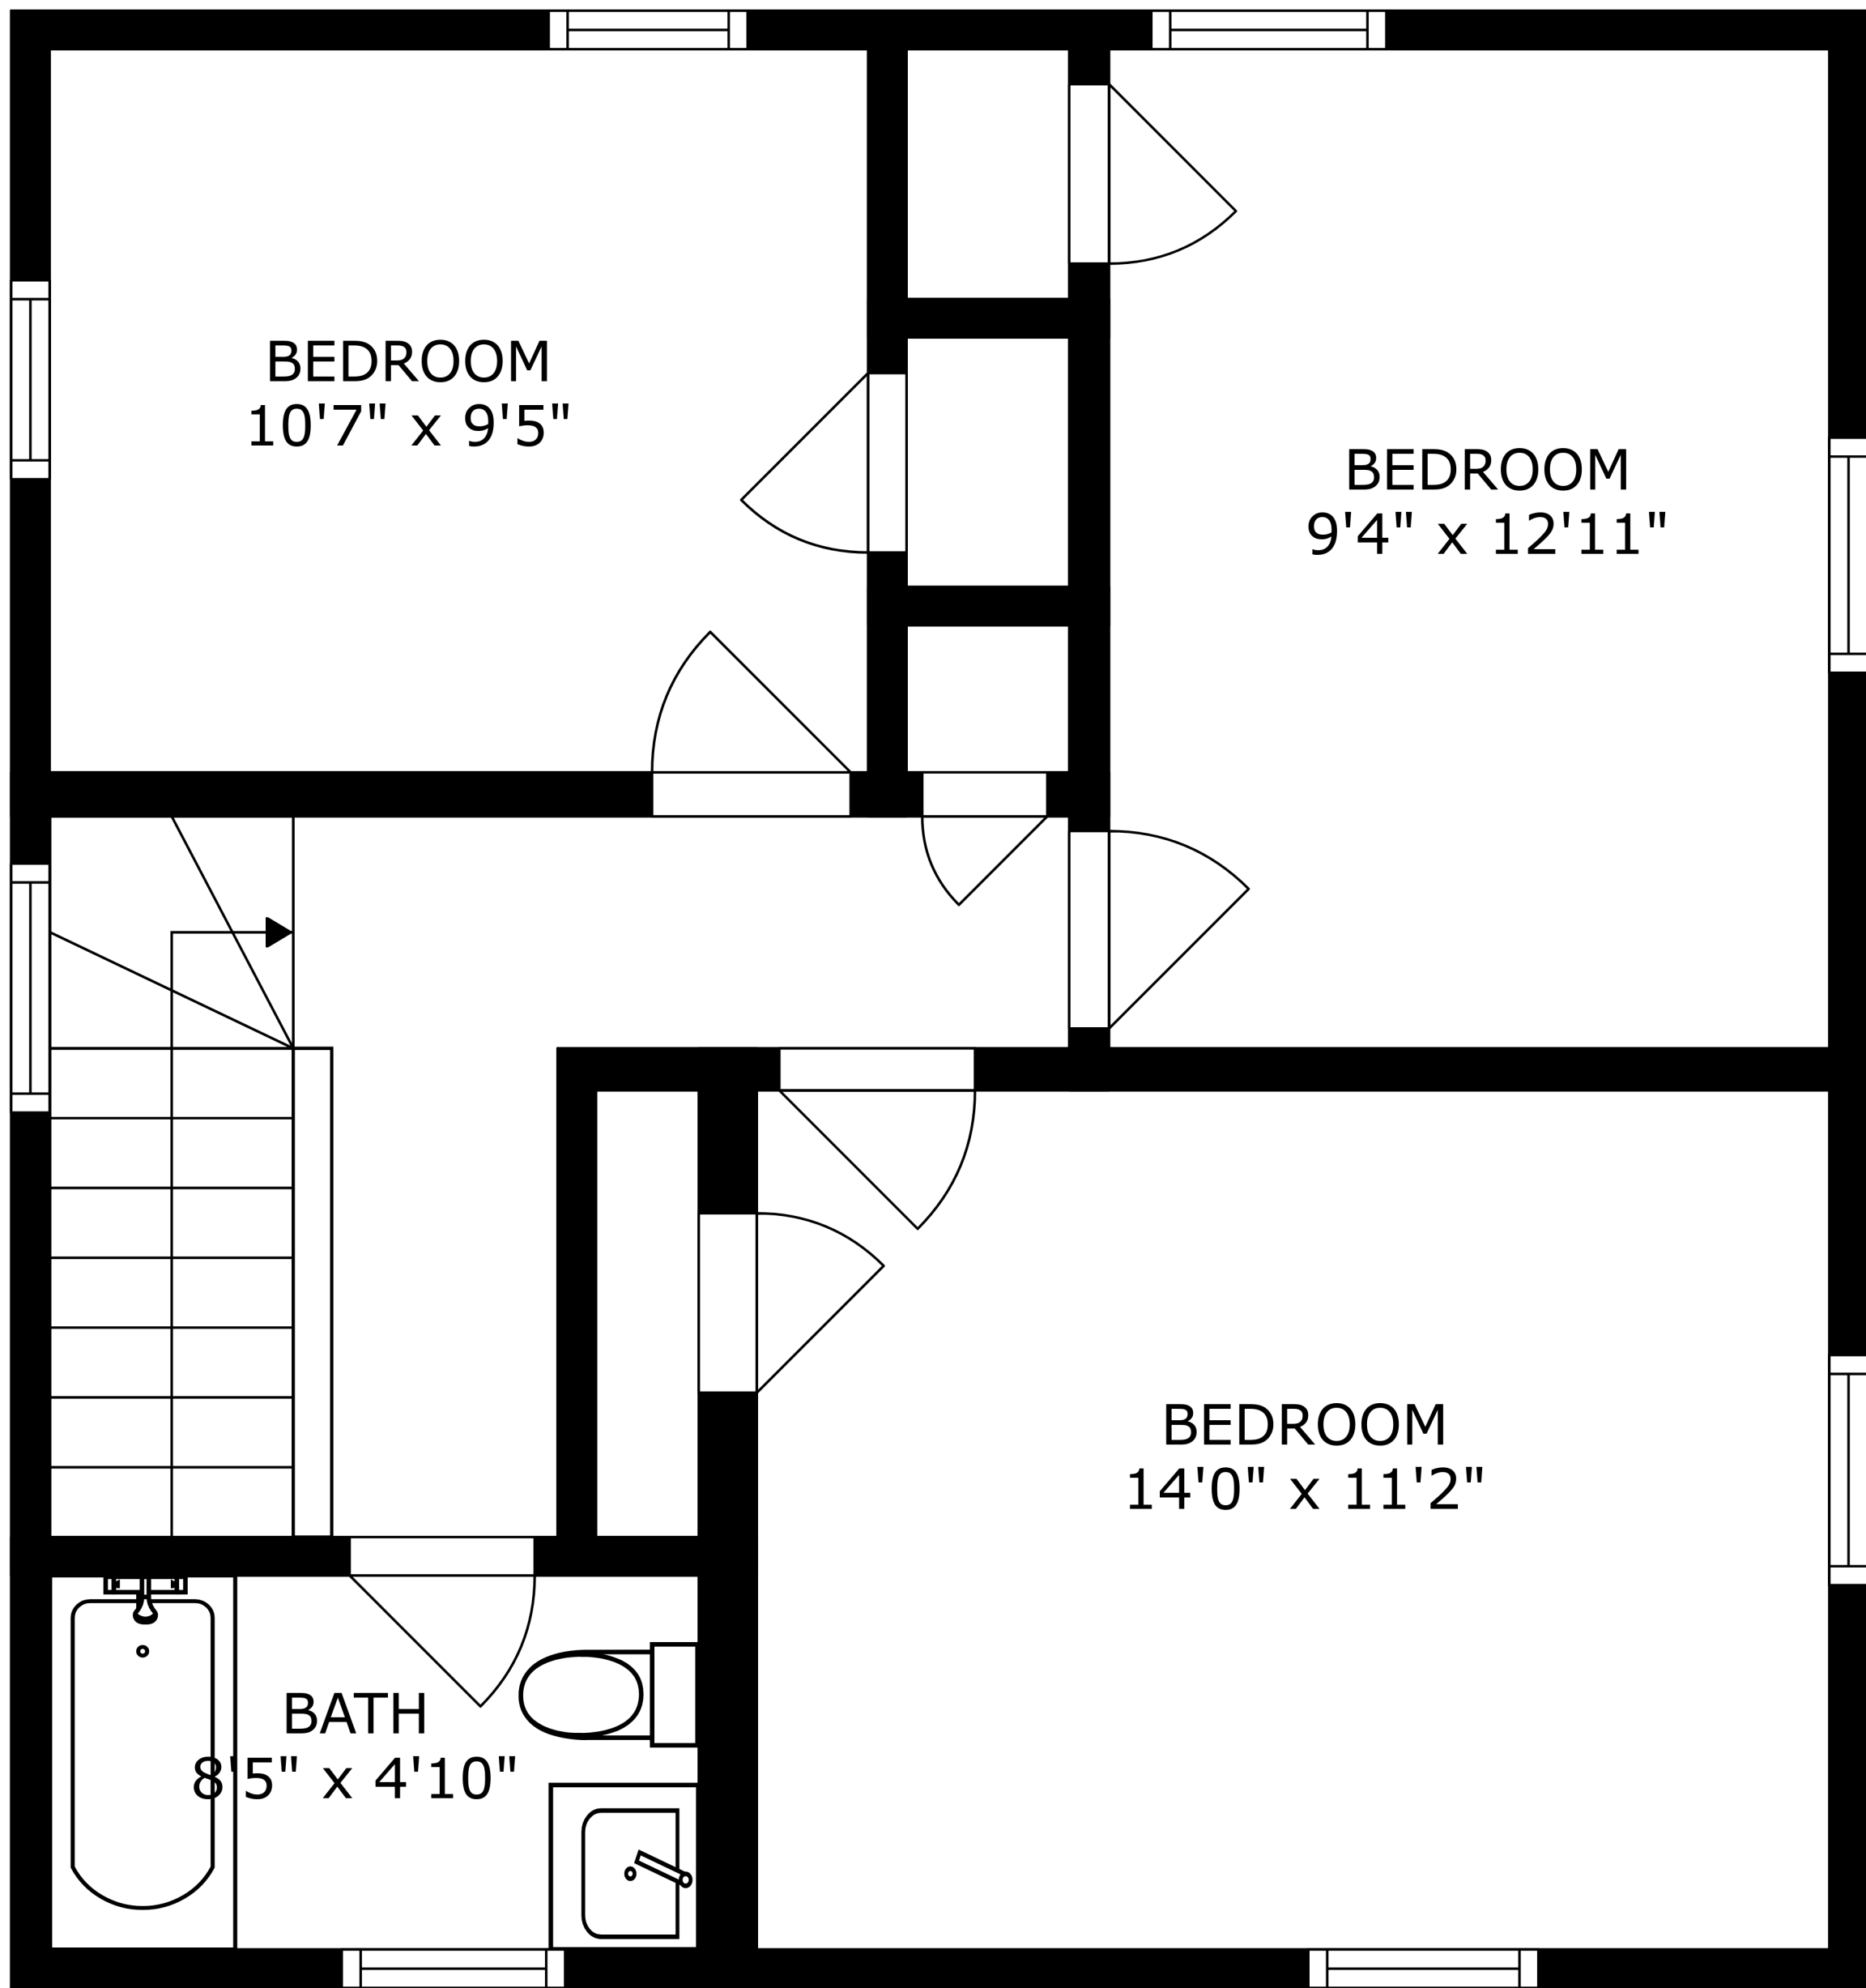 BEDROOM
10'7" x 9'5"
BEDROOM
9'4" x 12'11"
BEDROOM
14'0" x 11'2"
BATH
8'5" x 4'10"